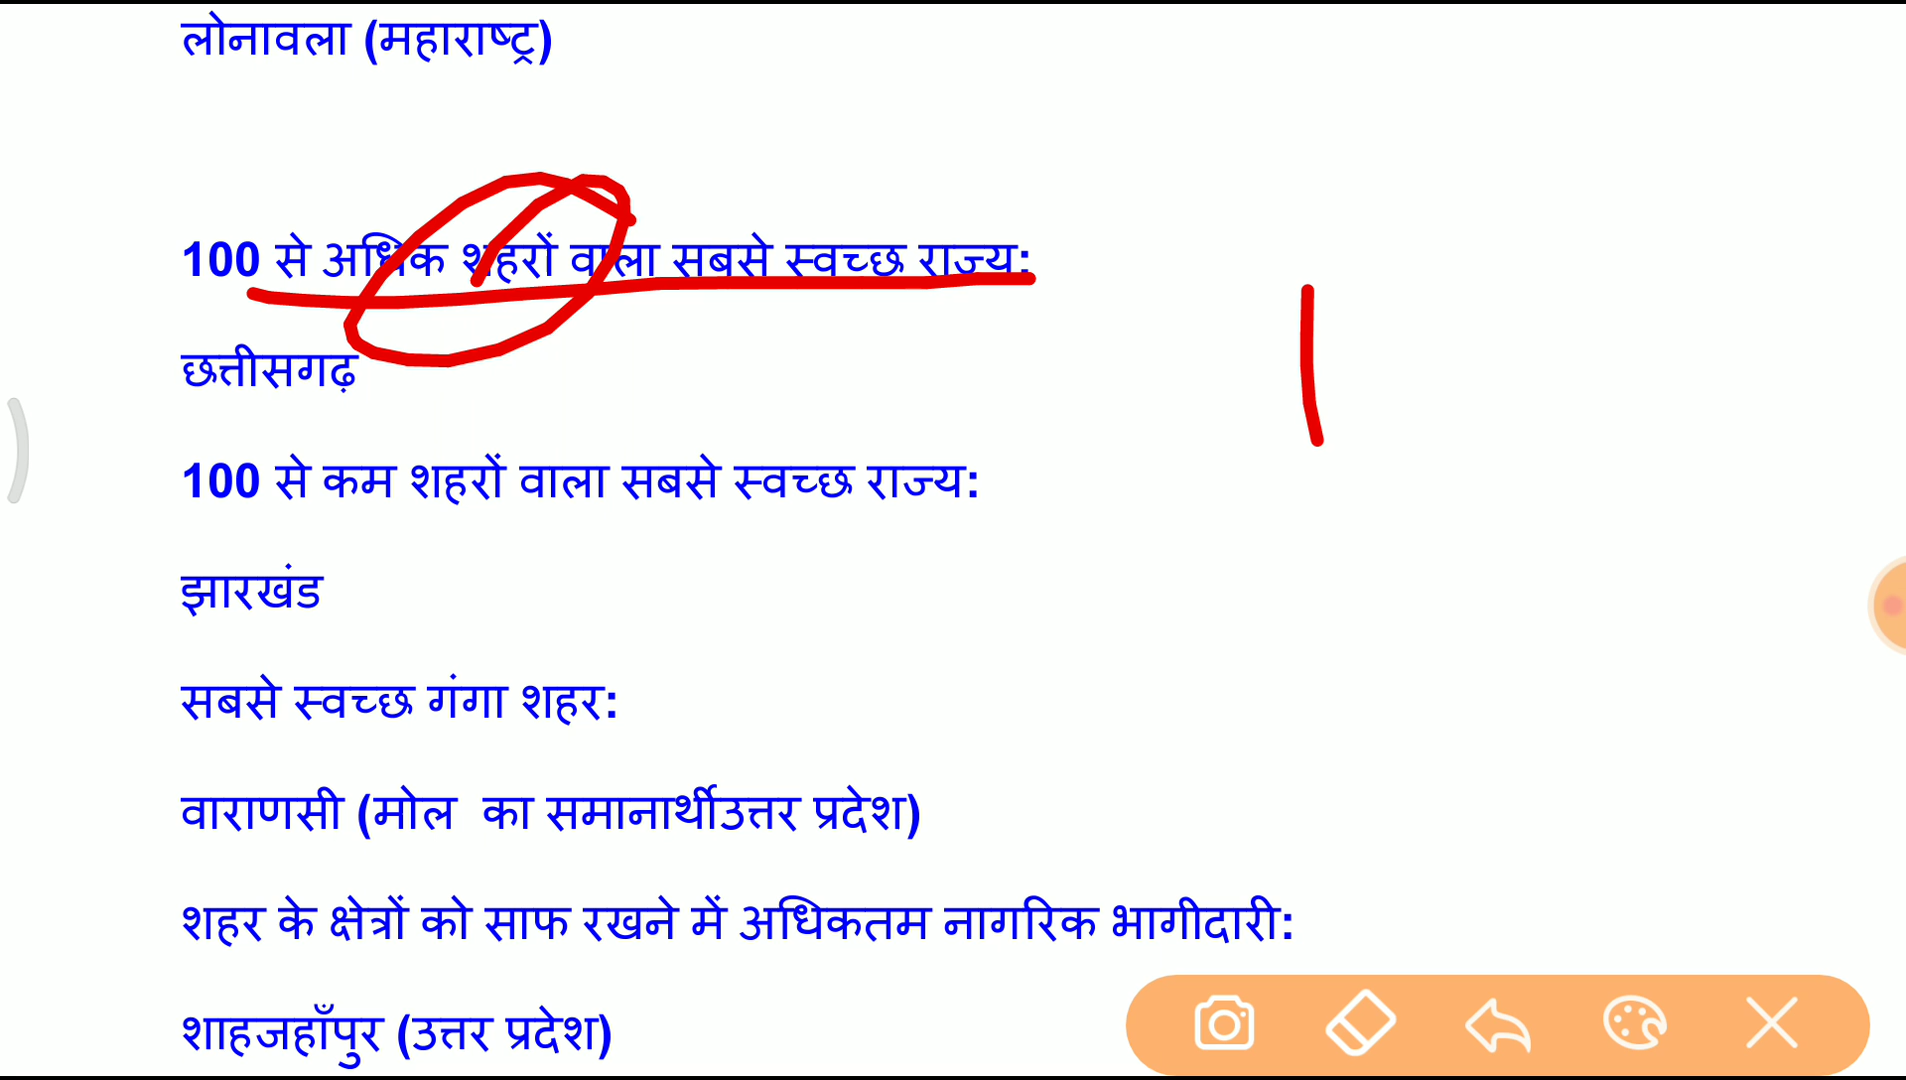 लोनावला (महाराष्ट्र)
100 से अधिक शहरों वाला सबसे स्वच्छ राज्य:
छत्तीसगढ़
100 से कम शहरों वाला सबसे स्वच्छ राज्य:
झारखंड
सबसे स्वच्छ गंगा शहर:
वाराणसी (मोल का समानार्थीउत्तर प्रदेश)
शहर के क्षेत्रों को साफ रखने में अधिकतम नागरिक भागीदारी:
शाहजहाँपुर (उत्तर प्रदेश)